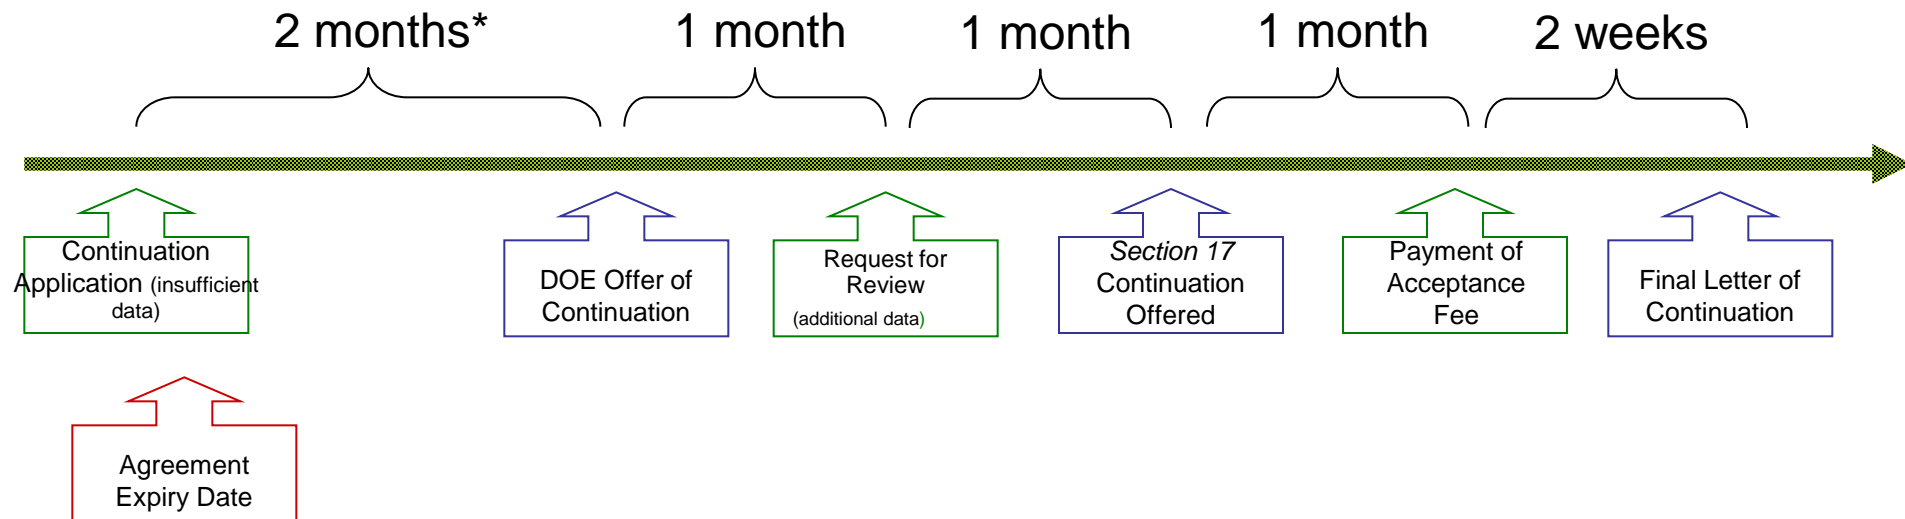 2 months*
1 month
1 month
1 month
2 weeks
Continuation
Application (insufficient
data)
DOE Offer of
Continuation
Request for
Review
(additional data)
Section 17
Continuation
Offered
Payment of
Acceptance
Fee
Final Letter of
Continuation
Agreement
Expiry Date